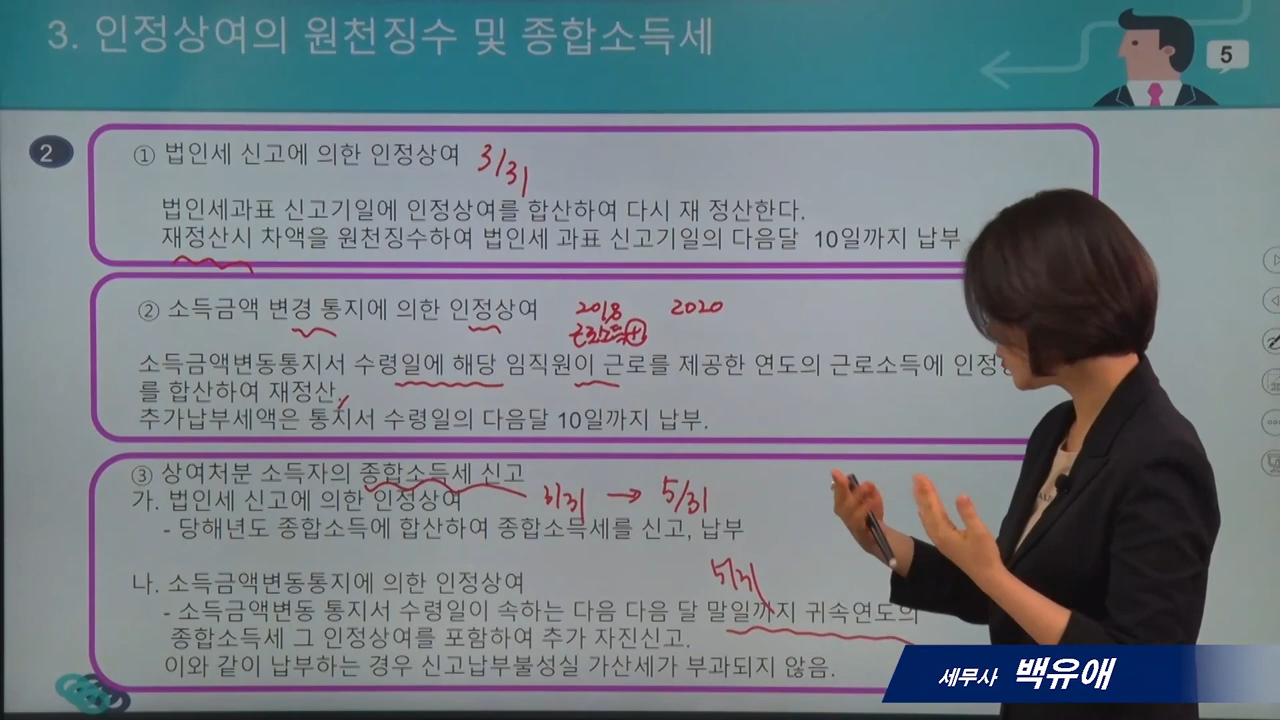 3. 인정상여의 원천징수 및 종합소득세
5
2
① 법인세 신고에 의한 인정상여 3/31
법인세과표 신고기일에 인정상여를 합산하여 다시 재 정산한다.
재정산시 차액을 원천징수하여 법인세 과표 신고기일의 다음달 10일까지 납부
② 소득금액 변경 통지에 의한 인정상여 2018 2020
근로소득 +
소득금액변동통지서 수령일에 해당 임직원이 근로를 제공한 연도의 근로소득에 인정
를 합산하여 재정산,
추가납부세액은 통지서 수령일의 다음달 10일까지 납부.
③ 상여처분 소득자의 종합소득세 신고
가. 법인세 신고에 의한 인정상여 3/31 → 5/31
- 당해년도 종합소득에 합산하여 종합소득세를 신고, 납부
5/31
나. 소득금액변동통지에 의한 인정상여
- 소득금액변동 통지서 수령일이 속하는 다음 다음 달 말일까지 귀속연도의
종합소득세 그 인정상여를 포함하여 추가 자진신고.
이와 같이 납부하는 경우 신고납부불성실 가산세가 부과되지 않음.
세무사 백유애